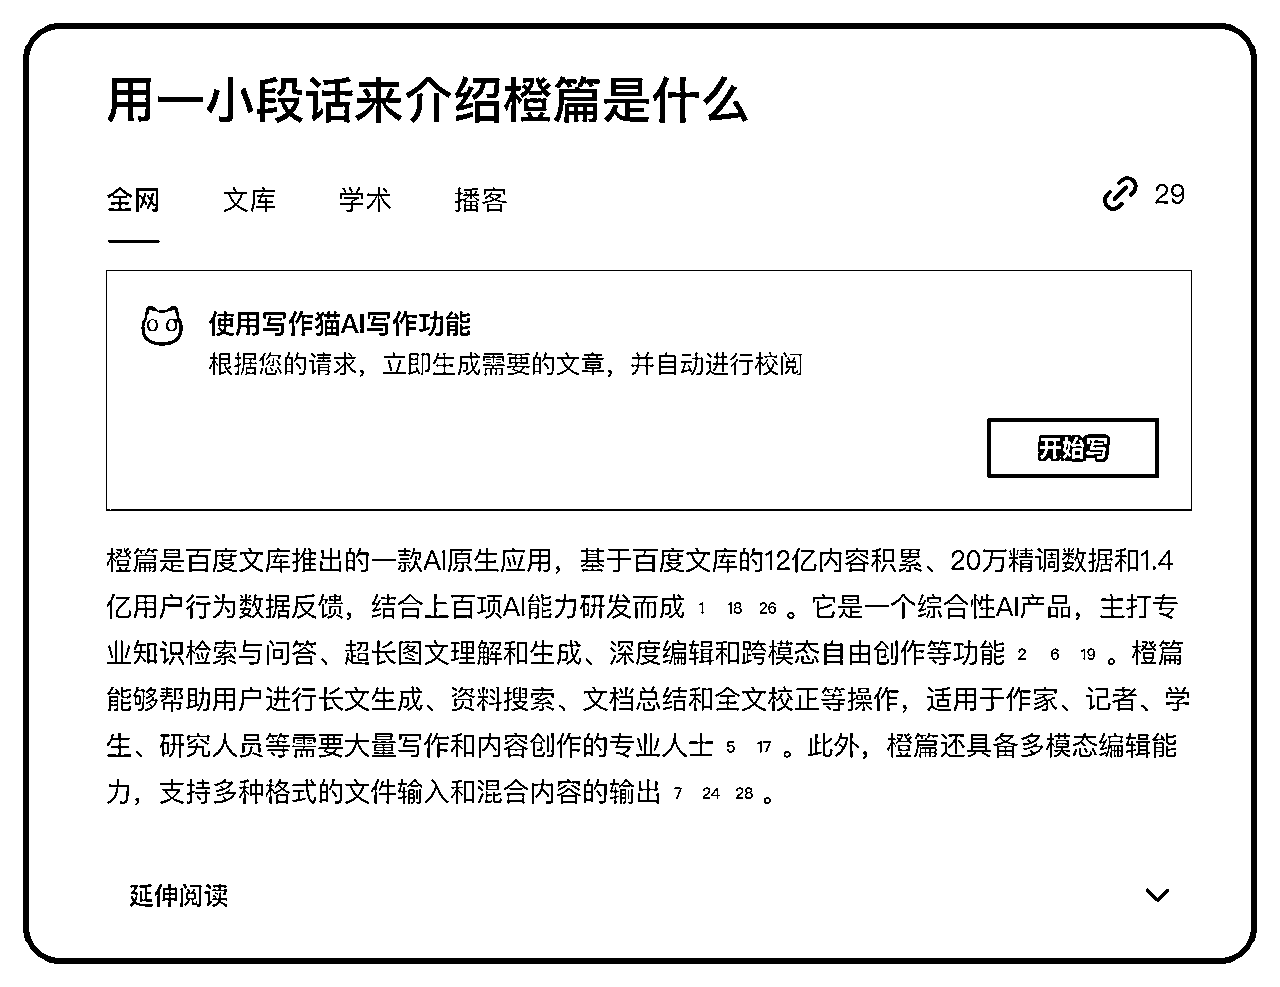 用一小段话来介绍橙篇是什么
全网 文库 学术 播客 29
使用写作猫AI写作功能
根据您的请求，立即生成需要的文章，并自动进行校阅
开始写
橙篇是百度文库推出的一款AI原生应用，基于百度文库的12亿内容积累、20万精调数据和1.4
亿用户行为数据反馈，结合上百项AI能力研发而成 1 18 26 。它是一个综合性AI产品，主打专
业知识检索与问答、超长图文理解和生成、深度编辑和跨模态自由创作等功能 2 6 19 。橙篇
能够帮助用户进行长文生成、资料搜索、文档总结和全文校正等操作，适用于作家、记者、学
生、研究人员等需要大量写作和内容创作的专业人士 5 17 。此外，橙篇还具备多模态编辑能
力，支持多种格式的文件输入和混合内容的输出 7 24 28 。
延伸阅读